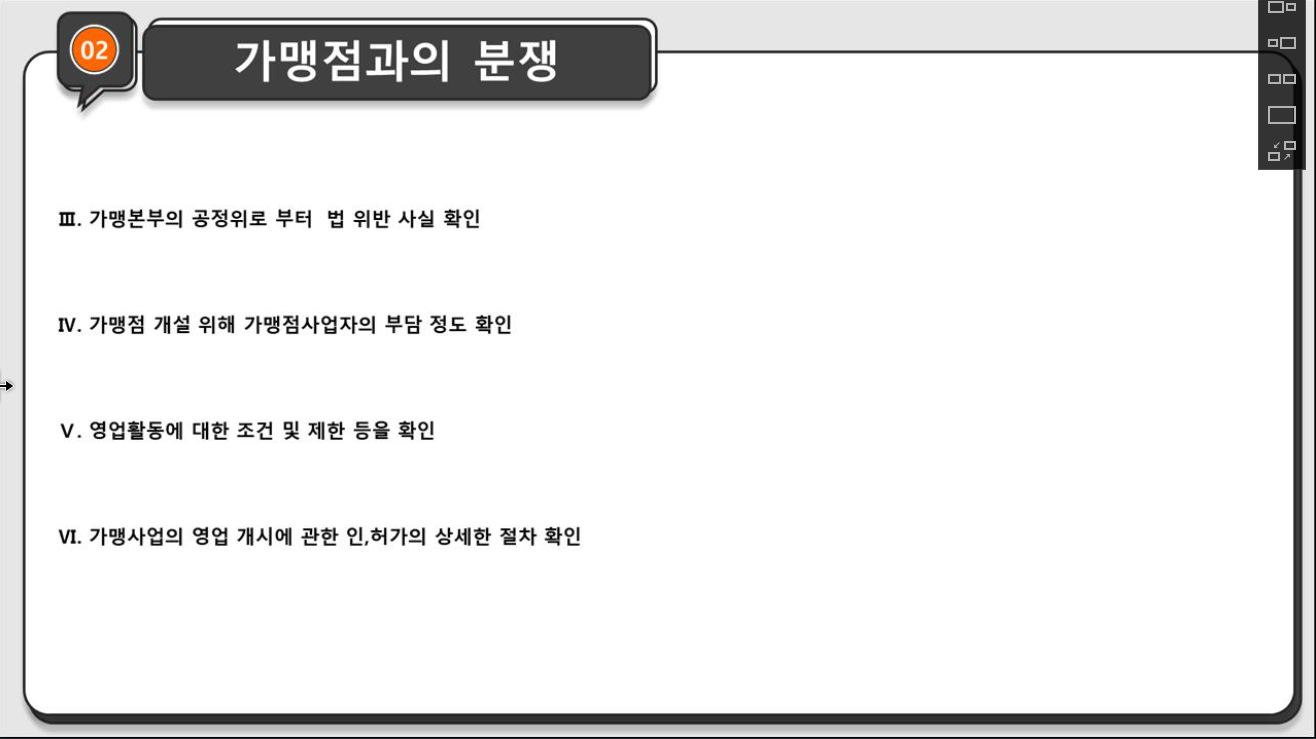 02
가맹점과의 분쟁
Ⅲ. 가맹본부의 공정위로 부터  법 위반 사실 확인
Ⅳ. 가맹점 개설 위해 가맹점사업자의 부담 정도 확인
Ⅴ. 영업활동에 대한 조건 및 제한 등을 확인
Ⅵ. 가맹사업의 영업 개시에 관한 인,허가의 상세한 절차 확인